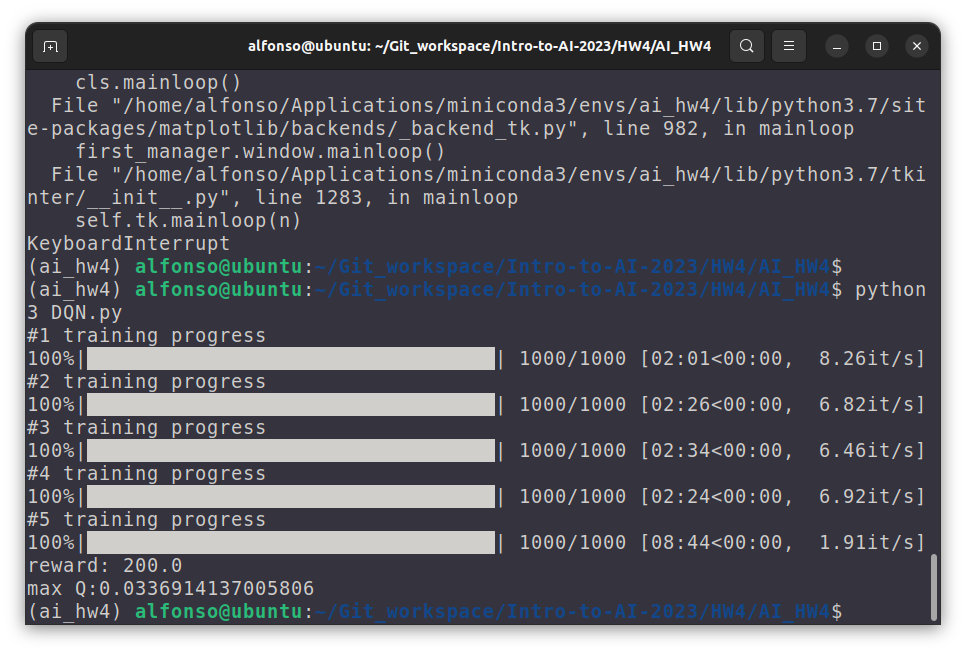 alfonso@ubuntu: ~/Git_workspace/Intro-to-AI-2023/HW4/AI_HW4
    cls.mainloop()
  File "/home/alfonso/Applications/miniconda3/envs/ai_hw4/lib/python3.7/sit
e-packages/matplotlib/backends/_backend_tk.py", line 982, in mainloop
    first_manager.window.mainloop()
  File "/home/alfonso/Applications/miniconda3/envs/ai_hw4/lib/python3.7/tki
nter/__init__.py", line 1283, in mainloop
    self.tk.mainloop(n)
KeyboardInterrupt
(ai_hw4) alfonso@ubuntu:~/Git_workspace/Intro-to-AI-2023/HW4/AI_HW4$
(ai_hw4) alfonso@ubuntu:~/Git_workspace/Intro-to-AI-2023/HW4/AI_HW4$ python
3 DQN.py
#1 training progress
100%|          | 1000/1000 [02:01<00:00,  8.26it/s]
#2 training progress
100%|          | 1000/1000 [02:26<00:00,  6.82it/s]
#3 training progress
100%|          | 1000/1000 [02:34<00:00,  6.46it/s]
#4 training progress
100%|          | 1000/1000 [02:24<00:00,  6.92it/s]
#5 training progress
100%|          | 1000/1000 [08:44<00:00,  1.91it/s]
reward: 200.0
max Q:0.0336914137005806
(ai_hw4) alfonso@ubuntu:~/Git_workspace/Intro-to-AI-2023/HW4/AI_HW4$